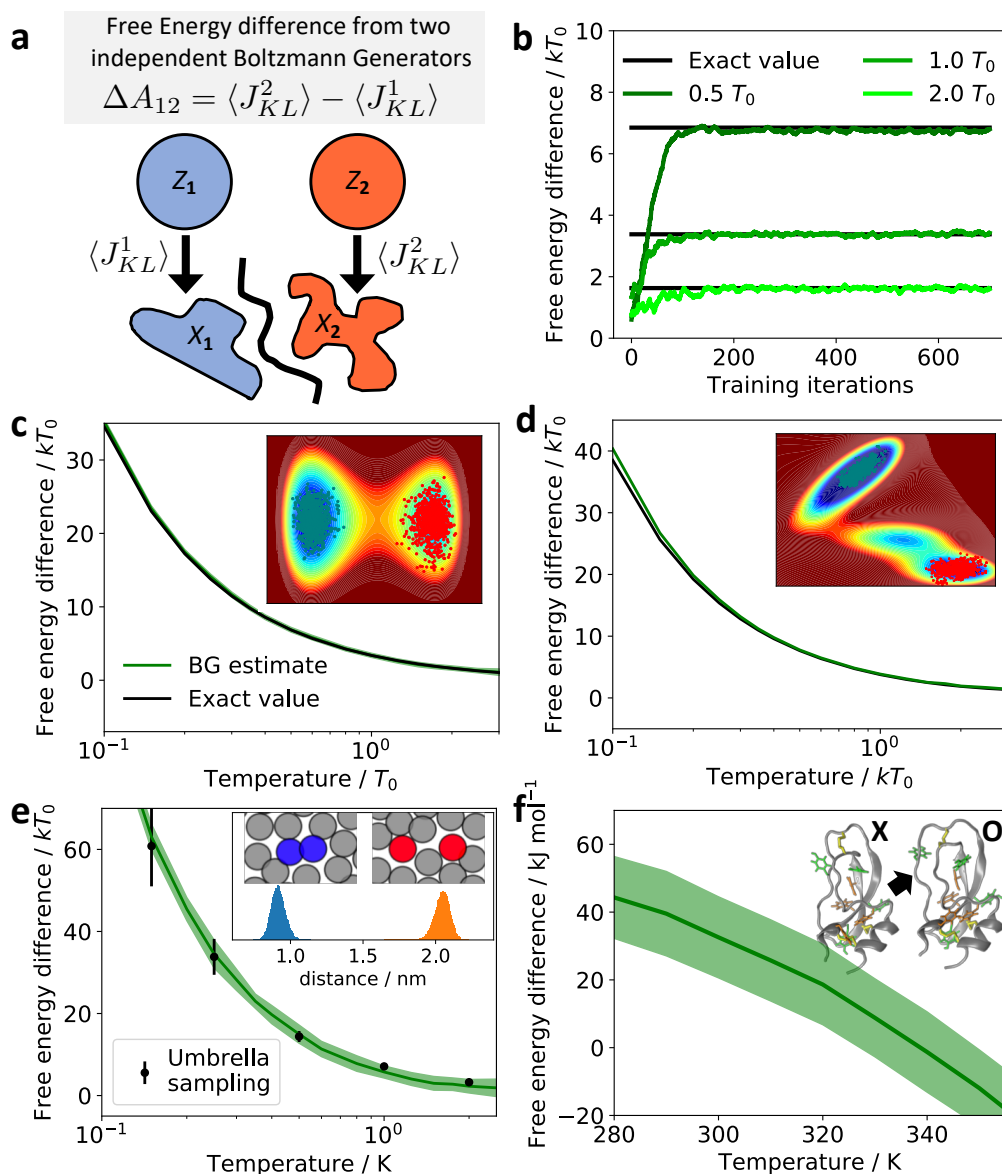 a
Free Energy difference from two
independent Boltzmann Generators
ΔA₁₂ = ⟨J²_KL⟩ − ⟨J¹_KL⟩
Z₁
Z₂
⟨J¹_KL⟩
⟨J²_KL⟩
X₁
X₂
b
Free energy difference / kT₀
10
8
6
4
2
0
Exact value
0.5 T₀
1.0 T₀
2.0 T₀
0
200
400
600
Training iterations
c
Free energy difference / kT₀
30
20
10
0
BG estimate
Exact value
10⁻¹
10⁰
Temperature / T₀
d
Free energy difference / kT₀
40
30
20
10
0
10⁻¹
10⁰
Temperature / kT₀
e
Free energy difference / kT₀
60
40
20
0
1.0
1.5
2.0
distance / nm
Umbrella
sampling
10⁻¹
10⁰
Temperature / K
f
Free energy difference / kJ mol⁻¹
60
40
20
0
−20
X
O
280
300
320
340
Temperature / K